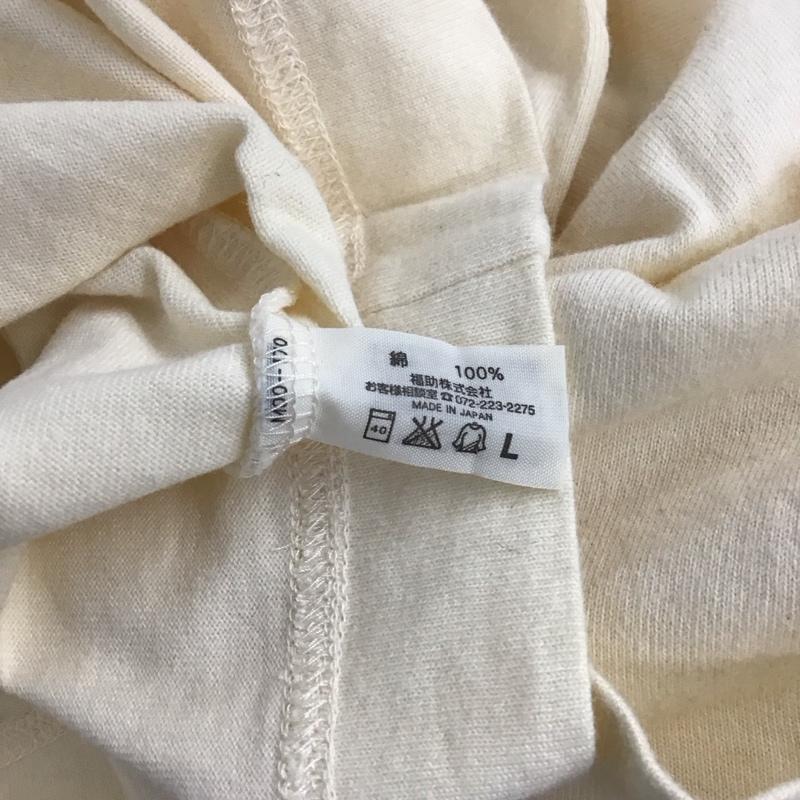 綿 100%
福助株式会社
お客様相談室☎072-223-2275
MADE IN JAPAN
40
L